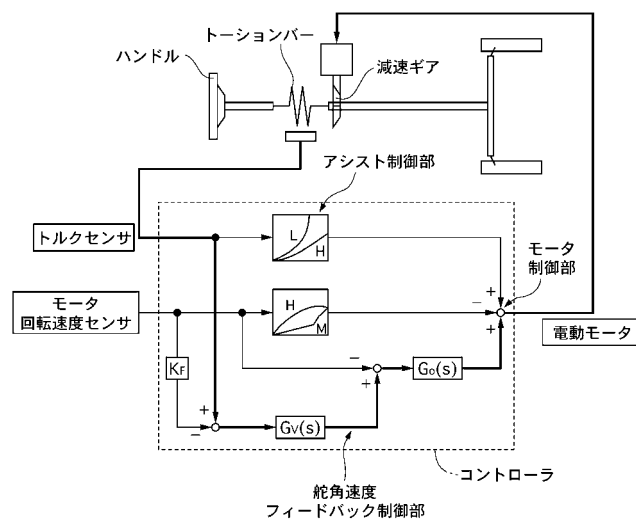 トーションバー
ハンドル
減速ギア
アシスト制御部
L
H
トルクセンサ
モータ
制御部
+
−
+
H
M
モータ
回転速度センサ
電動モータ
KF
−
+
Go(s)
+
−
Gv(s)
コントローラ
舵角速度
フィードバック制御部